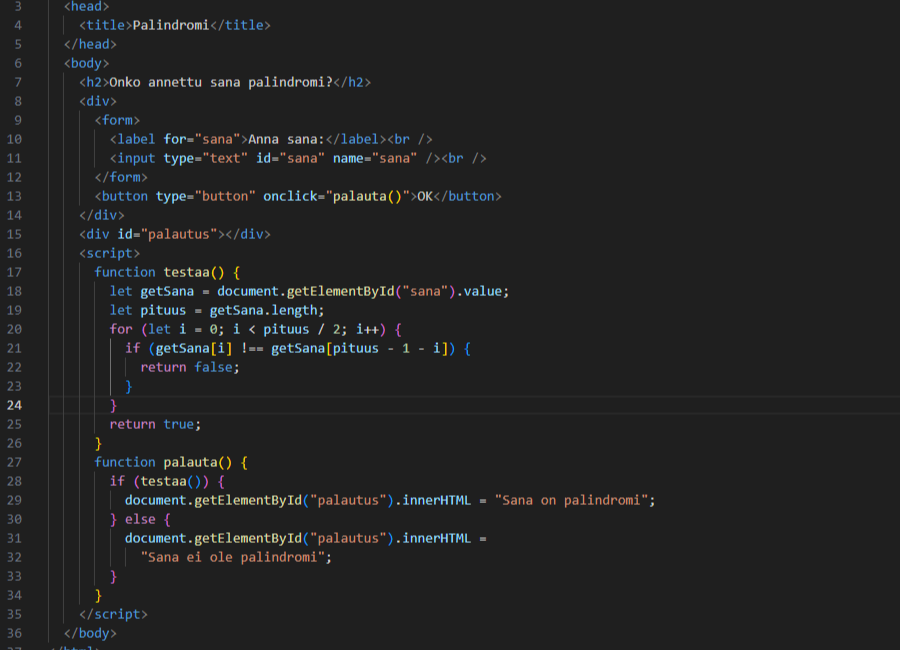 3 <head>
4 <title>Palindromi</title>
5 </head>
6 <body>
7 <h2>Onko annettu sana palindromi?</h2>
8 <div>
9 <form>
10 <label for="sana">Anna sana:</label><br />
11 <input type="text" id="sana" name="sana" /><br />
12 </form>
13 <button type="button" onclick="palauta()">OK</button>
14 </div>
15 <div id="palautus"></div>
16 <script>
17 function testaa() {
18 let getSana = document.getElementById("sana").value;
19 let pituus = getSana.length;
20 for (let i = 0; i < pituus / 2; i++) {
21 if (getSana[i] !== getSana[pituus - 1 - i]) {
22 return false;
23 }
24 }
25 return true;
26 }
27 function palauta() {
28 if (testaa()) {
29 document.getElementById("palautus").innerHTML = "Sana on palindromi";
30 } else {
31 document.getElementById("palautus").innerHTML =
32 "Sana ei ole palindromi";
33 }
34 }
35 </script>
36 </body>